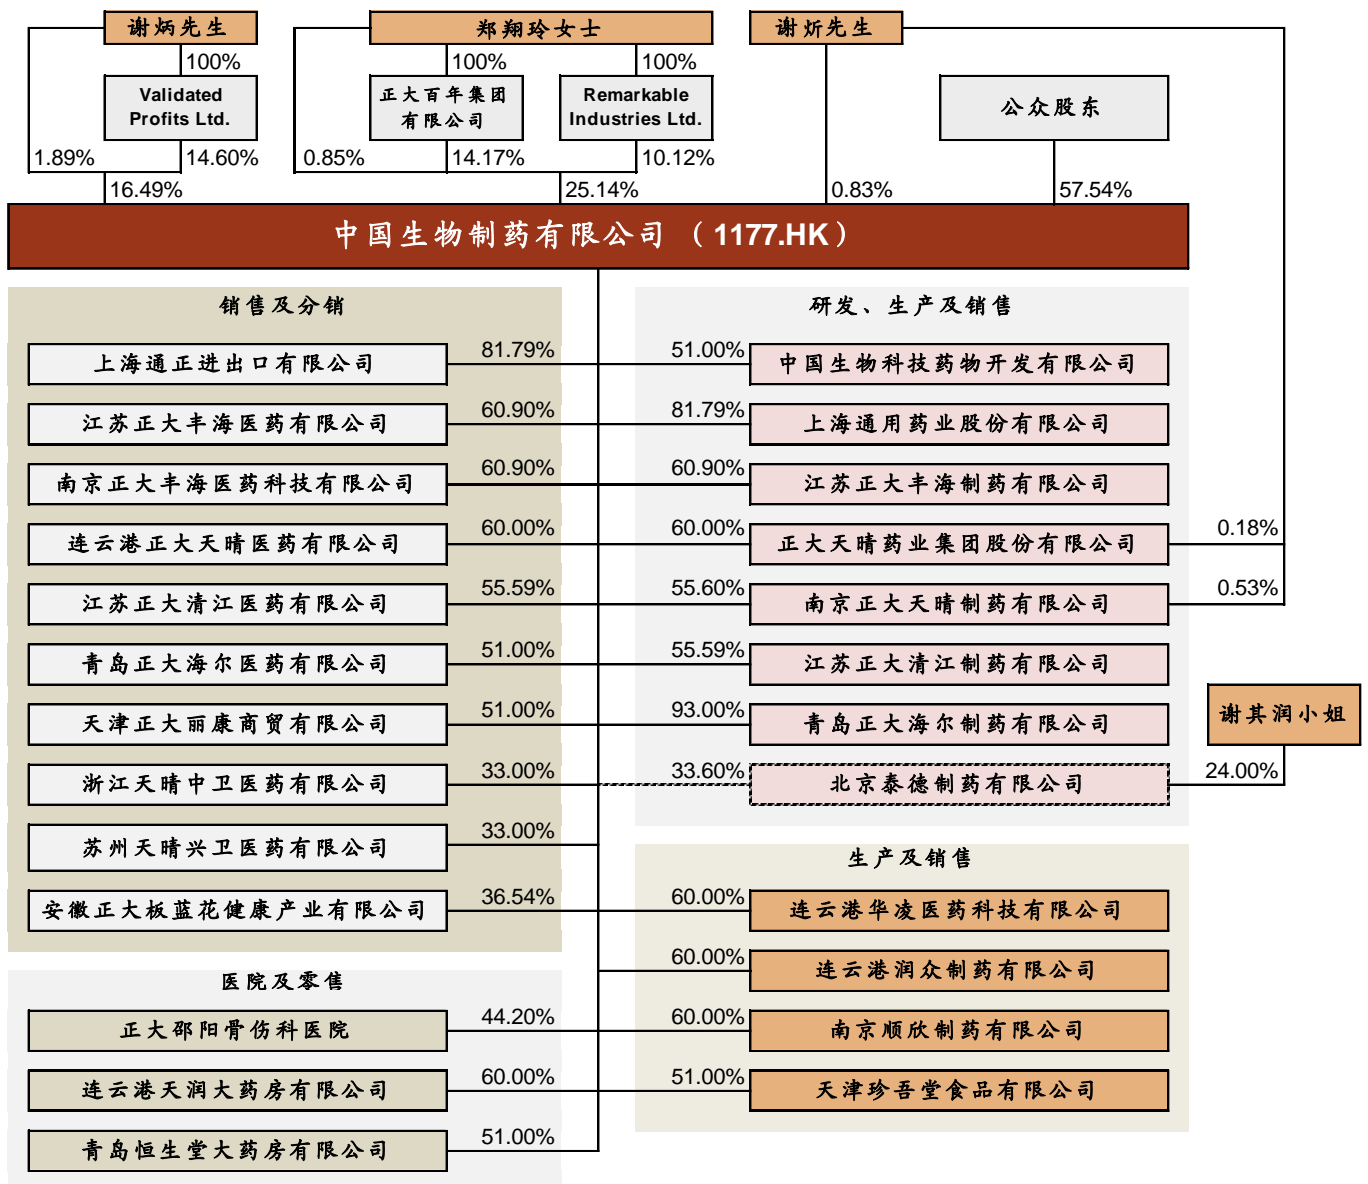 谢炳先生
郑翔玲女士
谢炘先生
100%
100%
100%
Validated
Profits Ltd.
正大百年集团
有限公司
Remarkable
Industries Ltd.
公众股东
1.89%
14.60%
0.85%
14.17%
10.12%
16.49%
25.14%
0.83%
57.54%
中国生物制药有限公司（1177.HK）
销售及分销
上海通正进出口有限公司
81.79%
江苏正大丰海医药有限公司
60.90%
南京正大丰海医药科技有限公司
60.90%
连云港正大天晴医药有限公司
60.00%
江苏正大清江医药有限公司
55.59%
青岛正大海尔医药有限公司
51.00%
天津正大丽康商贸有限公司
51.00%
浙江天晴中卫医药有限公司
33.00%
苏州天晴兴卫医药有限公司
33.00%
安徽正大板蓝花健康产业有限公司
36.54%
研发、生产及销售
51.00%
中国生物科技药物开发有限公司
81.79%
上海通用药业股份有限公司
60.90%
江苏正大丰海制药有限公司
60.00%
正大天晴药业集团股份有限公司
0.18%
55.60%
南京正大天晴制药有限公司
0.53%
55.59%
江苏正大清江制药有限公司
93.00%
青岛正大海尔制药有限公司
谢其润小姐
33.60%
北京泰德制药有限公司
24.00%
生产及销售
60.00%
连云港华凌医药科技有限公司
60.00%
连云港润众制药有限公司
60.00%
南京顺欣制药有限公司
51.00%
天津珍吾堂食品有限公司
医院及零售
正大邵阳骨伤科医院
44.20%
连云港天润大药房有限公司
60.00%
青岛恒生堂大药房有限公司
51.00%